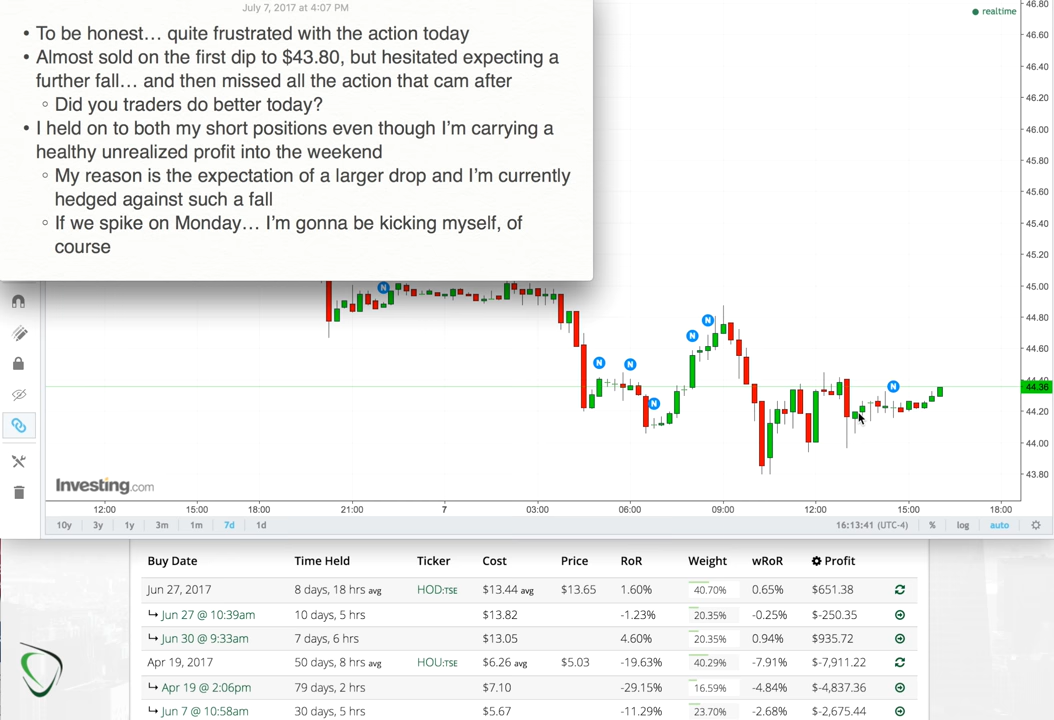 July 7, 2017 at 4:07 PM
• To be honest… quite frustrated with the action today
• Almost sold on the first dip to $43.80, but hesitated expecting a
further fall… and then missed all the action that cam after
◦ Did you traders do better today?
• I held on to both my short positions even though I'm carrying a
healthy unrealized profit into the weekend
◦ My reason is the expectation of a larger drop and I'm currently
hedged against such a fall
◦ If we spike on Monday… I'm gonna be kicking myself, of
course
realtime
46.80
46.60
46.40
46.20
46.00
45.80
45.60
45.40
45.20
45.00
44.80
44.60
44.40
44.36
44.20
44.00
43.80
N
N
N
N
N
N
N
Investing.com
12:00 15:00 18:00 21:00 7 03:00 06:00 09:00 12:00 15:00 18:00
10y 3y 1y 3m 1m 7d 1d 16:13:41 (UTC-4) % log auto
Buy Date Time Held Ticker Cost Price RoR Weight wRoR Profit
Jun 27, 2017 8 days, 18 hrs avg HOD:TSE $13.44 avg $13.65 1.60% 40.70% 0.65% $651.38
Jun 27 @ 10:39am 10 days, 5 hrs $13.82 -1.23% 20.35% -0.25% $-250.35
Jun 30 @ 9:33am 7 days, 6 hrs $13.05 4.60% 20.35% 0.94% $935.72
Apr 19, 2017 50 days, 8 hrs avg HOU:TSE $6.26 avg $5.03 -19.63% 40.29% -7.91% $-7,911.22
Apr 19 @ 2:06pm 79 days, 2 hrs $7.10 -29.15% 16.59% -4.84% $-4,837.36
Jun 7 @ 10:58am 30 days, 5 hrs $5.67 -11.29% 23.70% -2.68% $-2,675.44